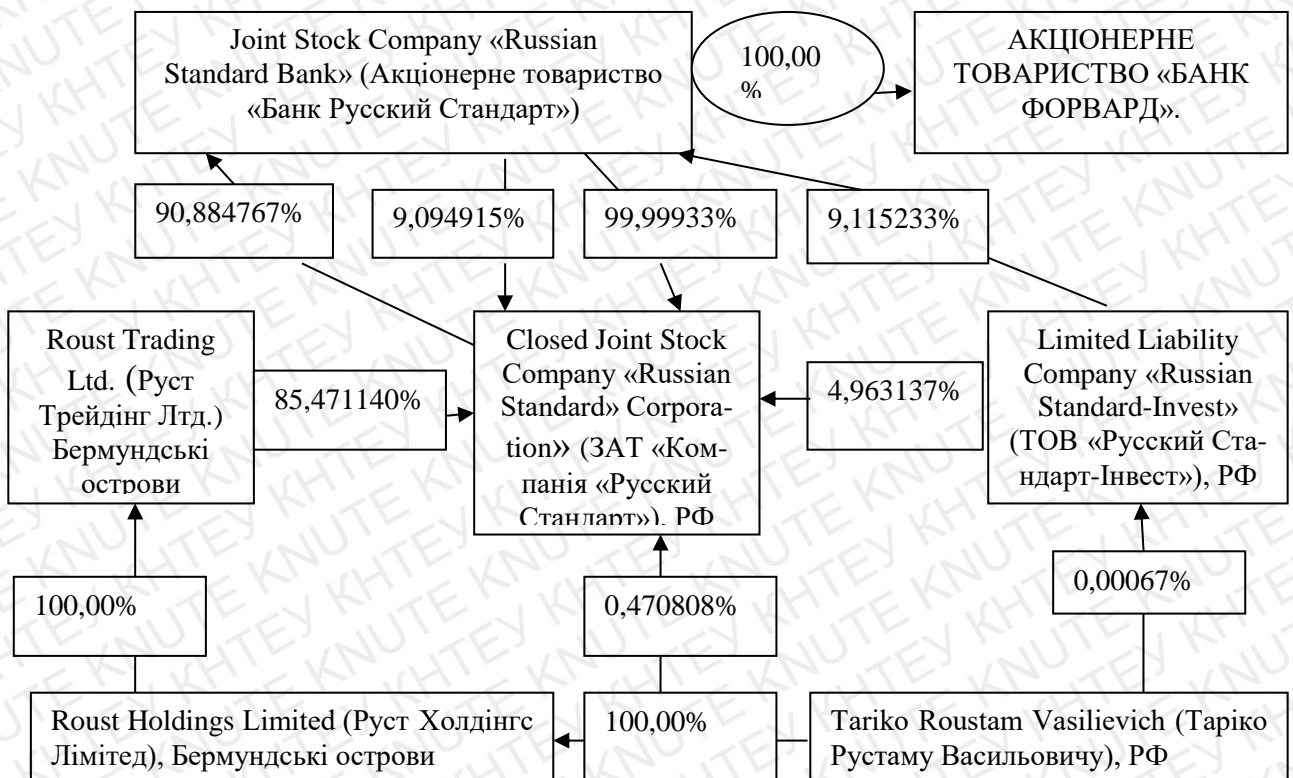 Joint Stock Company «Russian
Standard Bank» (Акціонерне товариство
«Банк Русский Стандарт»)
100,00
%
АКЦІОНЕРНЕ
ТОВАРИСТВО «БАНК
ФОРВАРД».
90,884767%
9,094915%
99,99933%
9,115233%
Roust Trading
Ltd. (Руст
Трейдінг Лтд.)
Бермундські
острови
85,471140%
Closed Joint Stock
Company «Russian
Standard» Corpora-
tion» (ЗАТ «Ком-
панія «Русский
Стандарт»), РФ
4,963137%
Limited Liability
Company «Russian
Standard-Invest»
(ТОВ «Русский Ста-
ндарт-Інвест»), РФ
100,00%
0,470808%
0,00067%
Roust Holdings Limited (Руст Холдінгс
Лімітед), Бермундські острови
100,00%
Tariko Roustam Vasilievich (Таріко
Рустаму Васильовичу), РФ